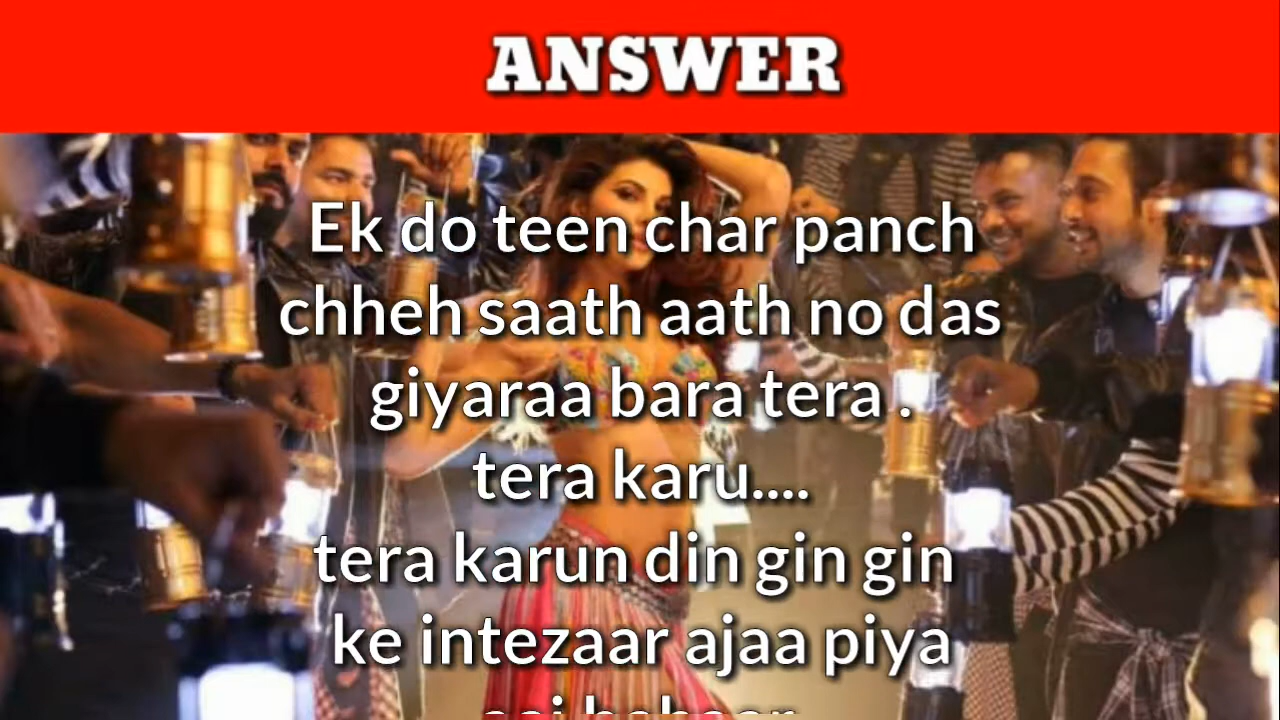 ANSWER
Ek do teen char panch
chheh saath aath no das
giyaraa bara tera .
tera karu....
tera karun din gin gin
ke intezaar ajaa piya